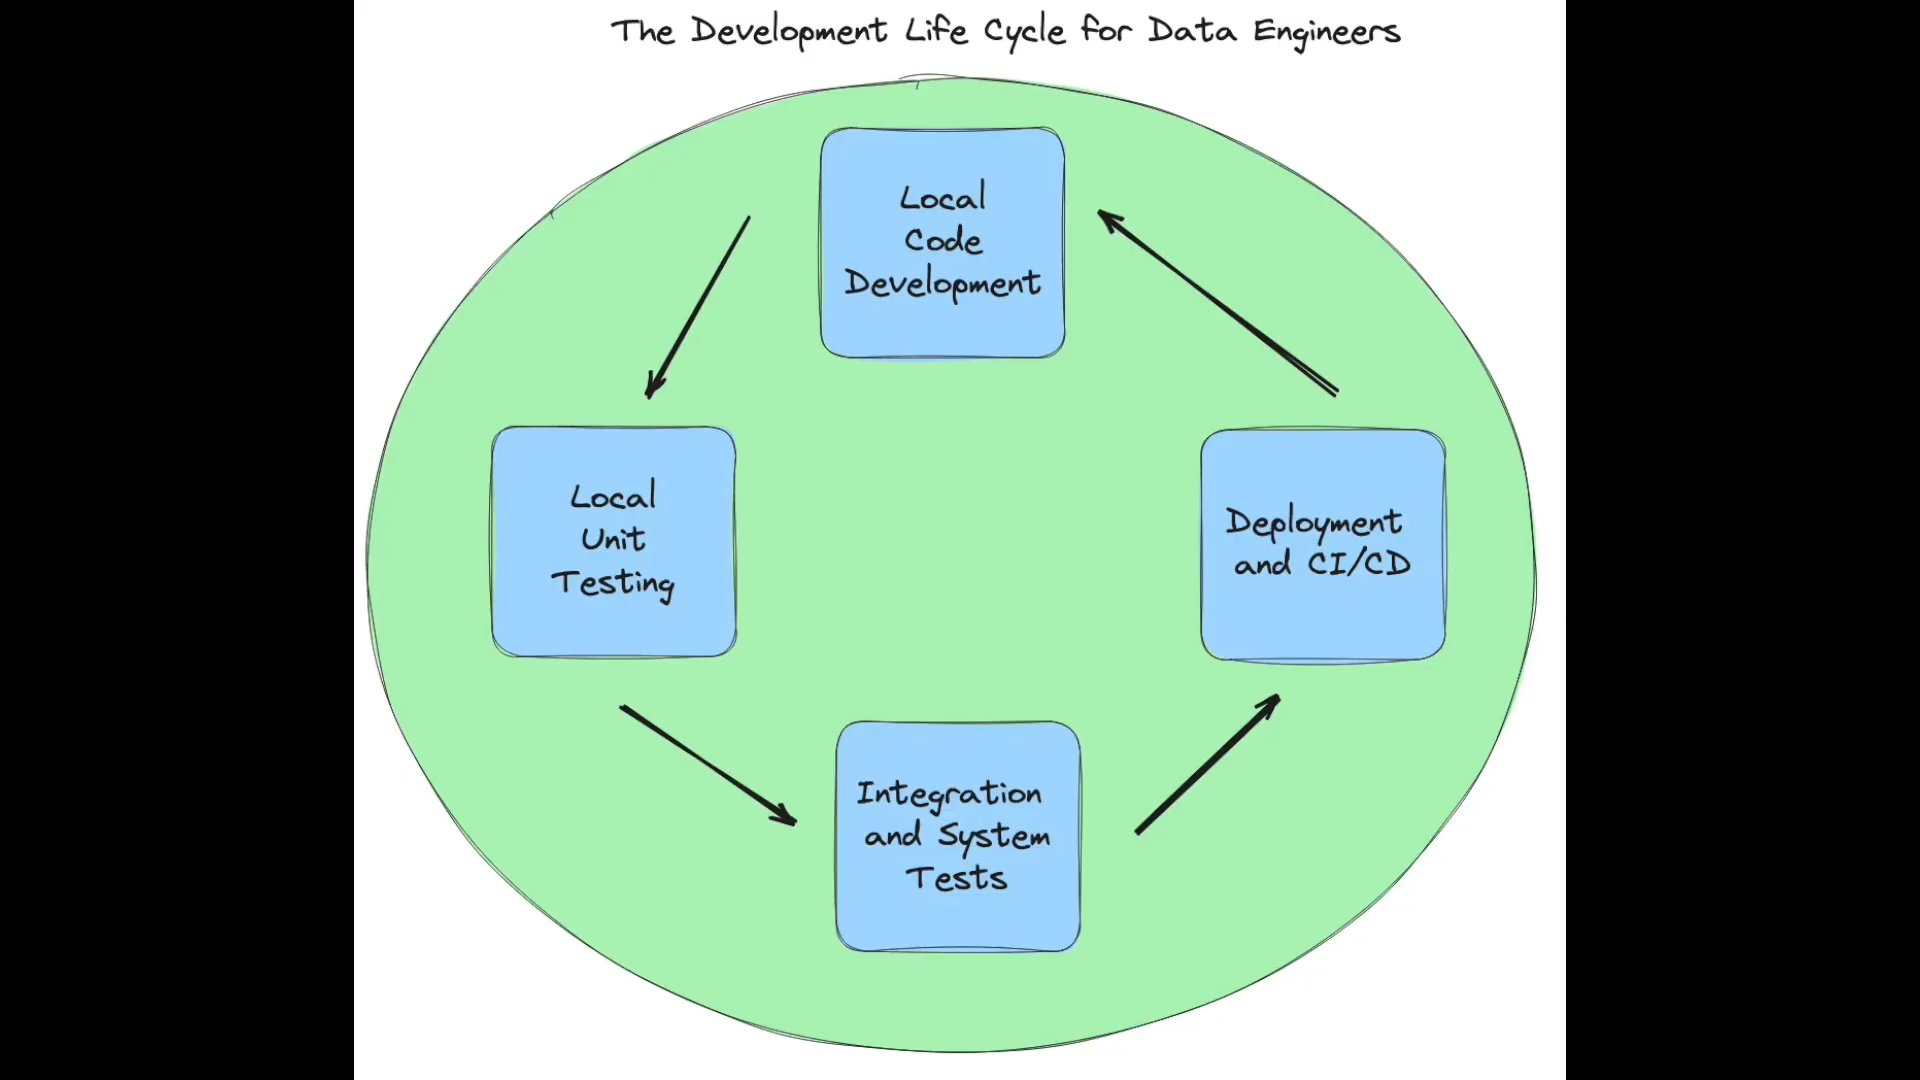 The Development Life Cycle for Data Engineers
Local
Code
Development
Local
Unit
Testing
Deployment
and CI/CD
Integration
and System
Tests